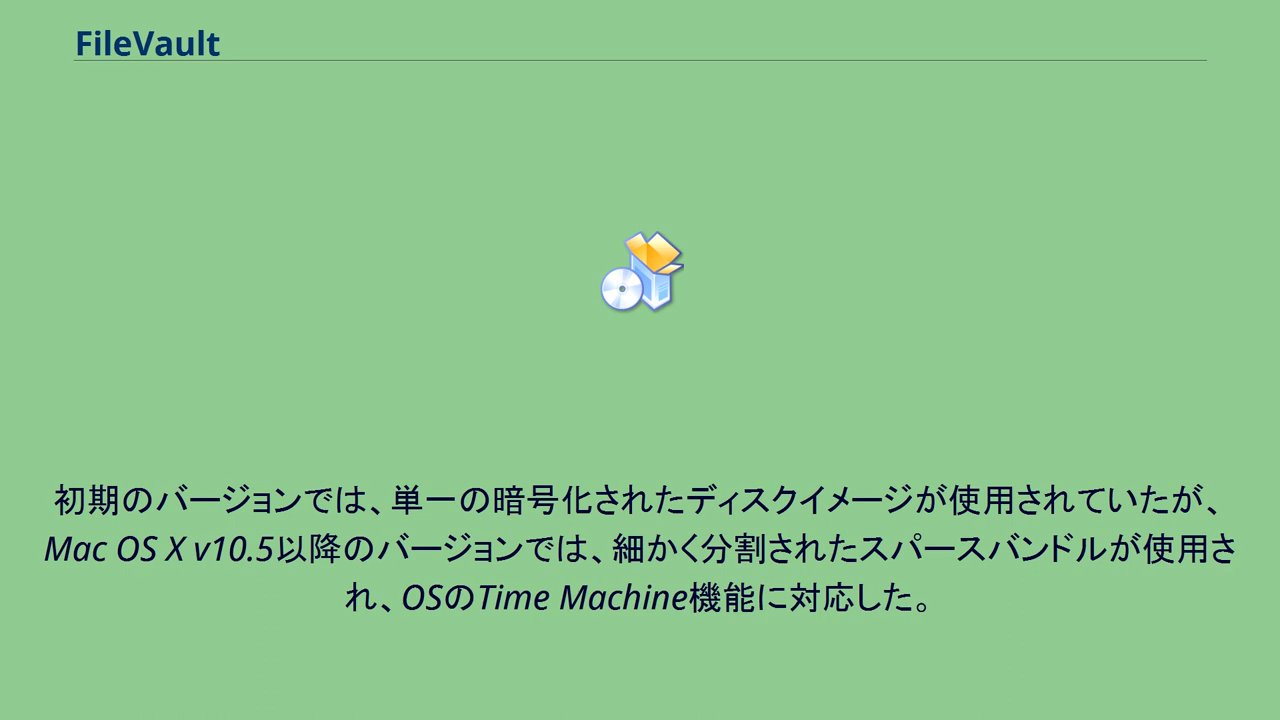 FileVault
初期のバージョンでは、単一の暗号化されたディスクイメージが使用されていたが、
Mac OS X v10.5以降のバージョンでは、細かく分割されたスパースバンドルが使用さ
れ、OSのTime Machine機能に対応した。